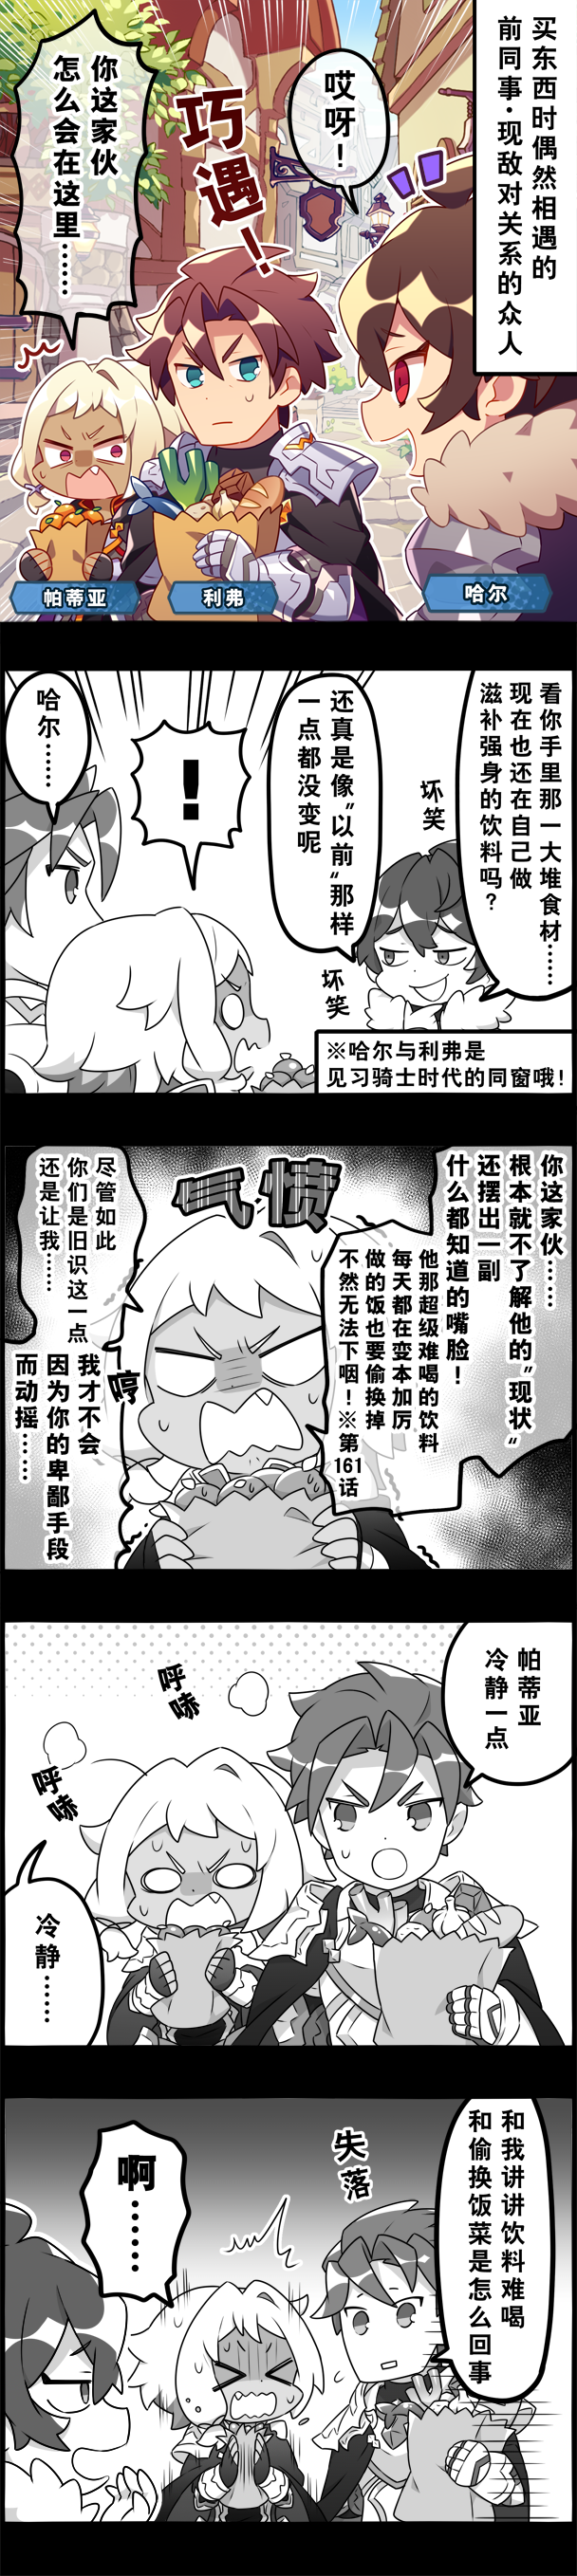 买东西时偶然相遇的
前同事·现敌对关系的众人
哎呀！
巧遇！
你这家伙
怎么会在这里……
帕蒂亚
利弗
哈尔
看你手里那一大堆食材……
现在也还在自己做
滋补强身的饮料吗？
坏笑
还真是像"以前"那样
一点都没变呢
坏笑
！
哈尔……
※哈尔与利弗是
见习骑士时代的同窗哦！
你这家伙……
根本就不了解他的"现状"
还摆出一副
什么都知道的嘴脸！
他那超级难喝的饮料
每天都在变本加厉
做的饭也要偷换掉
不然无法下咽！※第
161
话
气愤
哼
尽管如此
你们是旧识这一点
还是让我……
我才不会
因为你的卑鄙手段
而动摇……
帕蒂亚
冷静一点
呼哧
呼哧
冷静……
和我讲讲饮料难喝
和偷换饭菜是怎么回事
失落
啊……